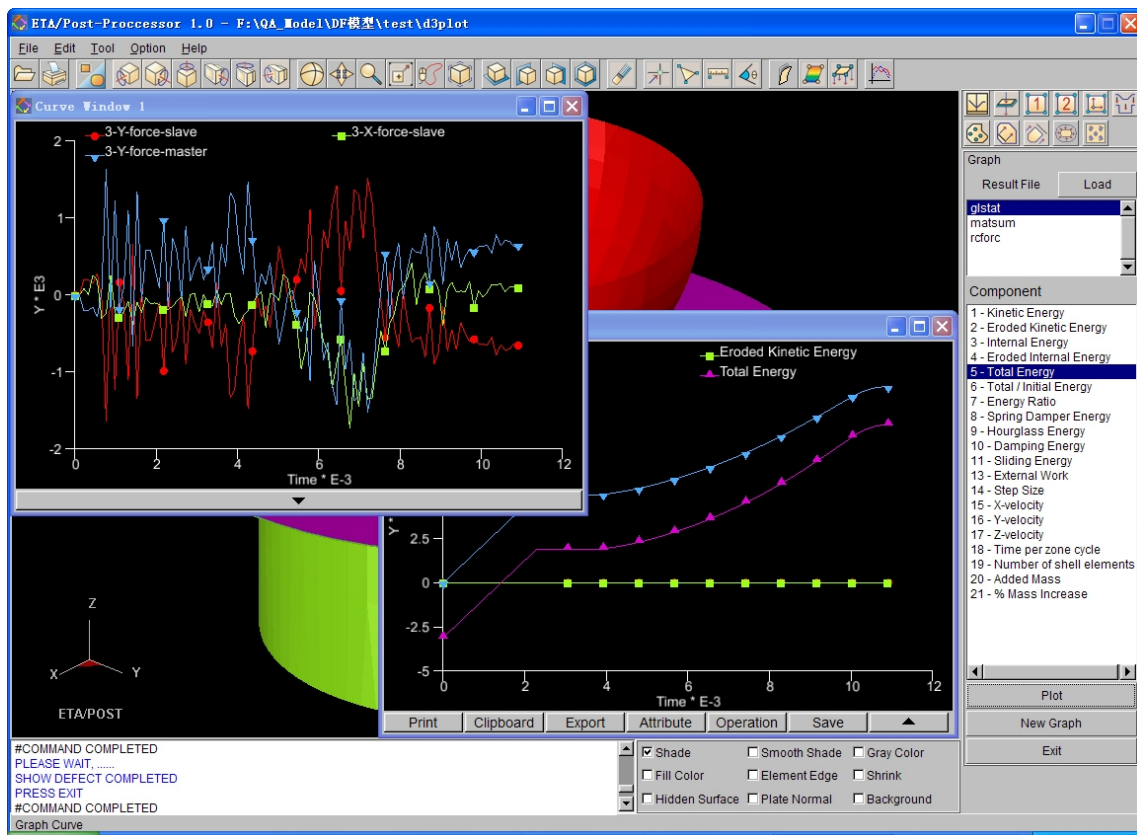 ETA/Post-Proccessor 1.0 - F:\QA_Model\DF模型\test\d3plot
File Edit Tool Option Help
Curve Window 1
3-Y-force-slave 3-X-force-slave
3-Y-force-master
2
1
0
-1
-2
Y * E3
0 2 4 6 8 10 12
Time * E-3
Eroded Kinetic Energy
Total Energy
2.5
0
-2.5
-5
Y *
0 2 4 6 8 10 12
Time * E-3
Print Clipboard Export Attribute Operation Save
Z
X Y
ETA/POST
1 2
Graph
Result File Load
glstat
matsum
rcforc
Component
1 - Kinetic Energy
2 - Eroded Kinetic Energy
3 - Internal Energy
4 - Eroded Internal Energy
5 - Total Energy
6 - Total / Initial Energy
7 - Energy Ratio
8 - Spring Damper Energy
9 - Hourglass Energy
10 - Damping Energy
11 - Sliding Energy
13 - External Work
14 - Step Size
15 - X-velocity
16 - Y-velocity
17 - Z-velocity
18 - Time per zone cycle
19 - Number of shell elements
20 - Added Mass
21 - % Mass Increase
Plot
New Graph
Exit
#COMMAND COMPLETED
PLEASE WAIT, ......
SHOW DEFECT COMPLETED
PRESS EXIT
#COMMAND COMPLETED
Shade Smooth Shade Gray Color
Fill Color Element Edge Shrink
Hidden Surface Plate Normal Background
Graph Curve